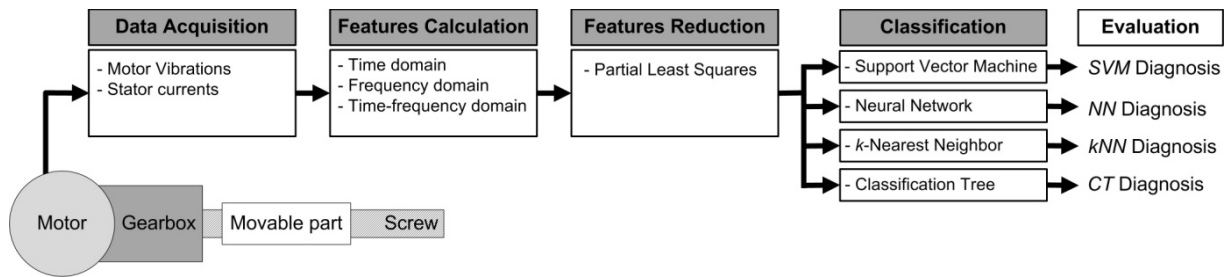 Data Acquisition
- Motor Vibrations
- Stator currents
Features Calculation
- Time domain
- Frequency domain
- Time-frequency domain
Features Reduction
- Partial Least Squares
Classification
- Support Vector Machine
- Neural Network
- k-Nearest Neighbor
- Classification Tree
Evaluation
SVM Diagnosis
NN Diagnosis
kNN Diagnosis
CT Diagnosis
Motor
Gearbox
Movable part
Screw